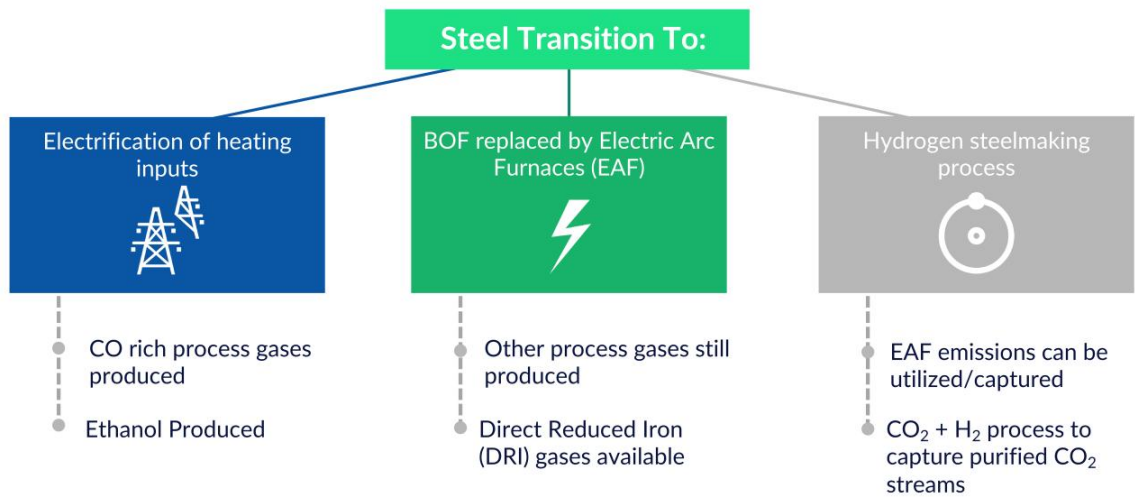 Steel Transition To:
Electrification of heating
inputs
CO rich process gases
produced
Ethanol Produced
BOF replaced by Electric Arc
Furnaces (EAF)
Other process gases still
produced
Direct Reduced Iron
(DRI) gases available
Hydrogen steelmaking
process
EAF emissions can be
utilized/captured
CO₂ + H₂ process to
capture purified CO₂
streams